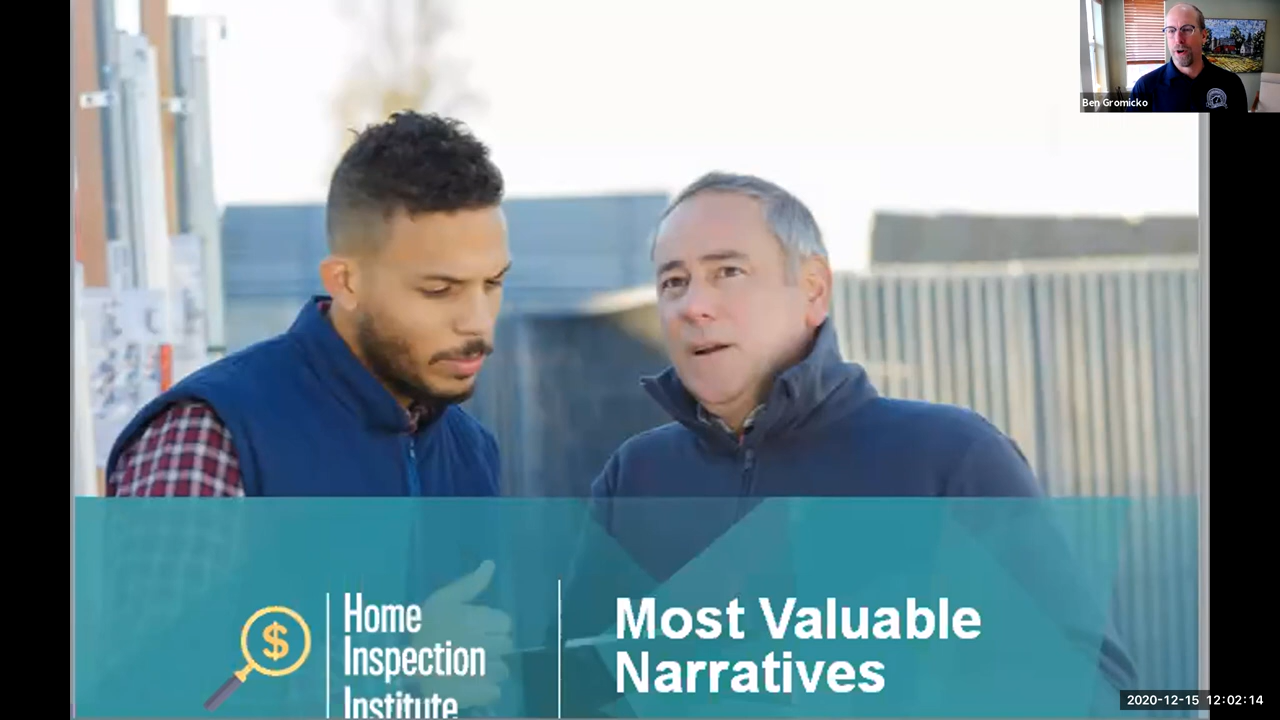 Ben Gromicko
$
Home
Inspection
Institute
Most Valuable
Narratives
2020-12-15 12:02:14